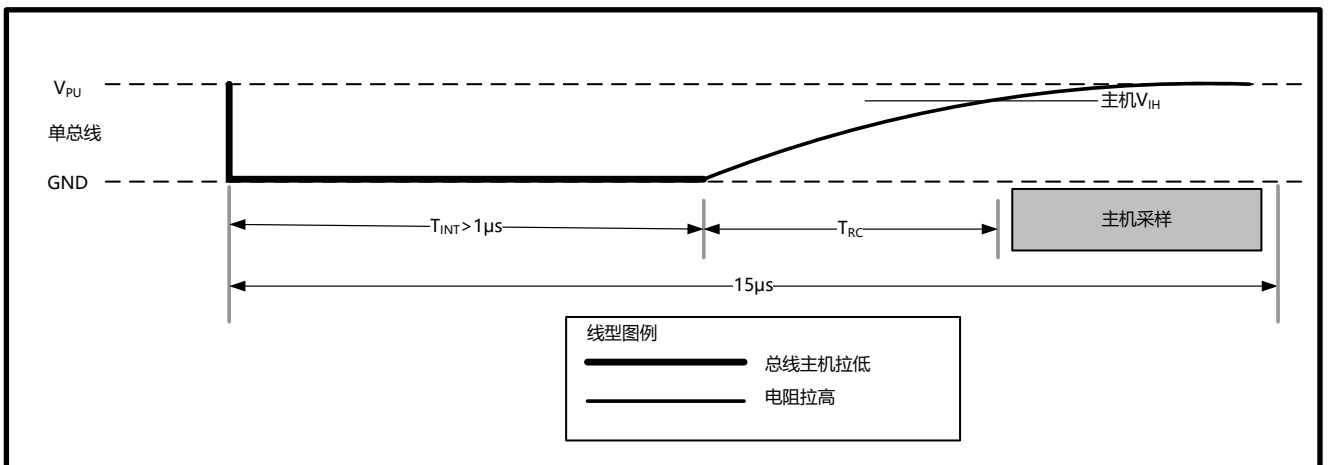 V_PU
主机V_IH
单总线
GND
主机采样
T_INT>1μs
T_RC
15μs
线型图例
总线主机拉低
电阻拉高